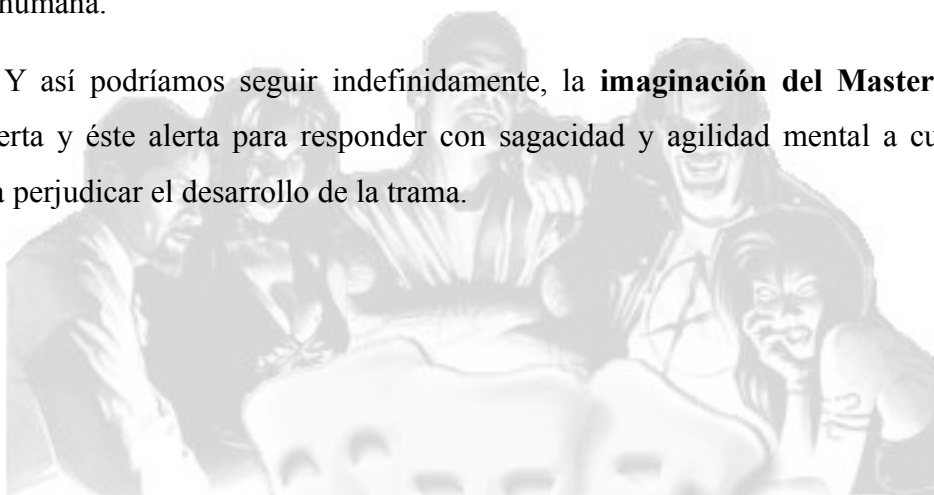 humana.
Y así podríamos seguir indefinidamente, la imaginación del Master
erta y éste alerta para responder con sagacidad y agilidad mental a cu
a perjudicar el desarrollo de la trama.